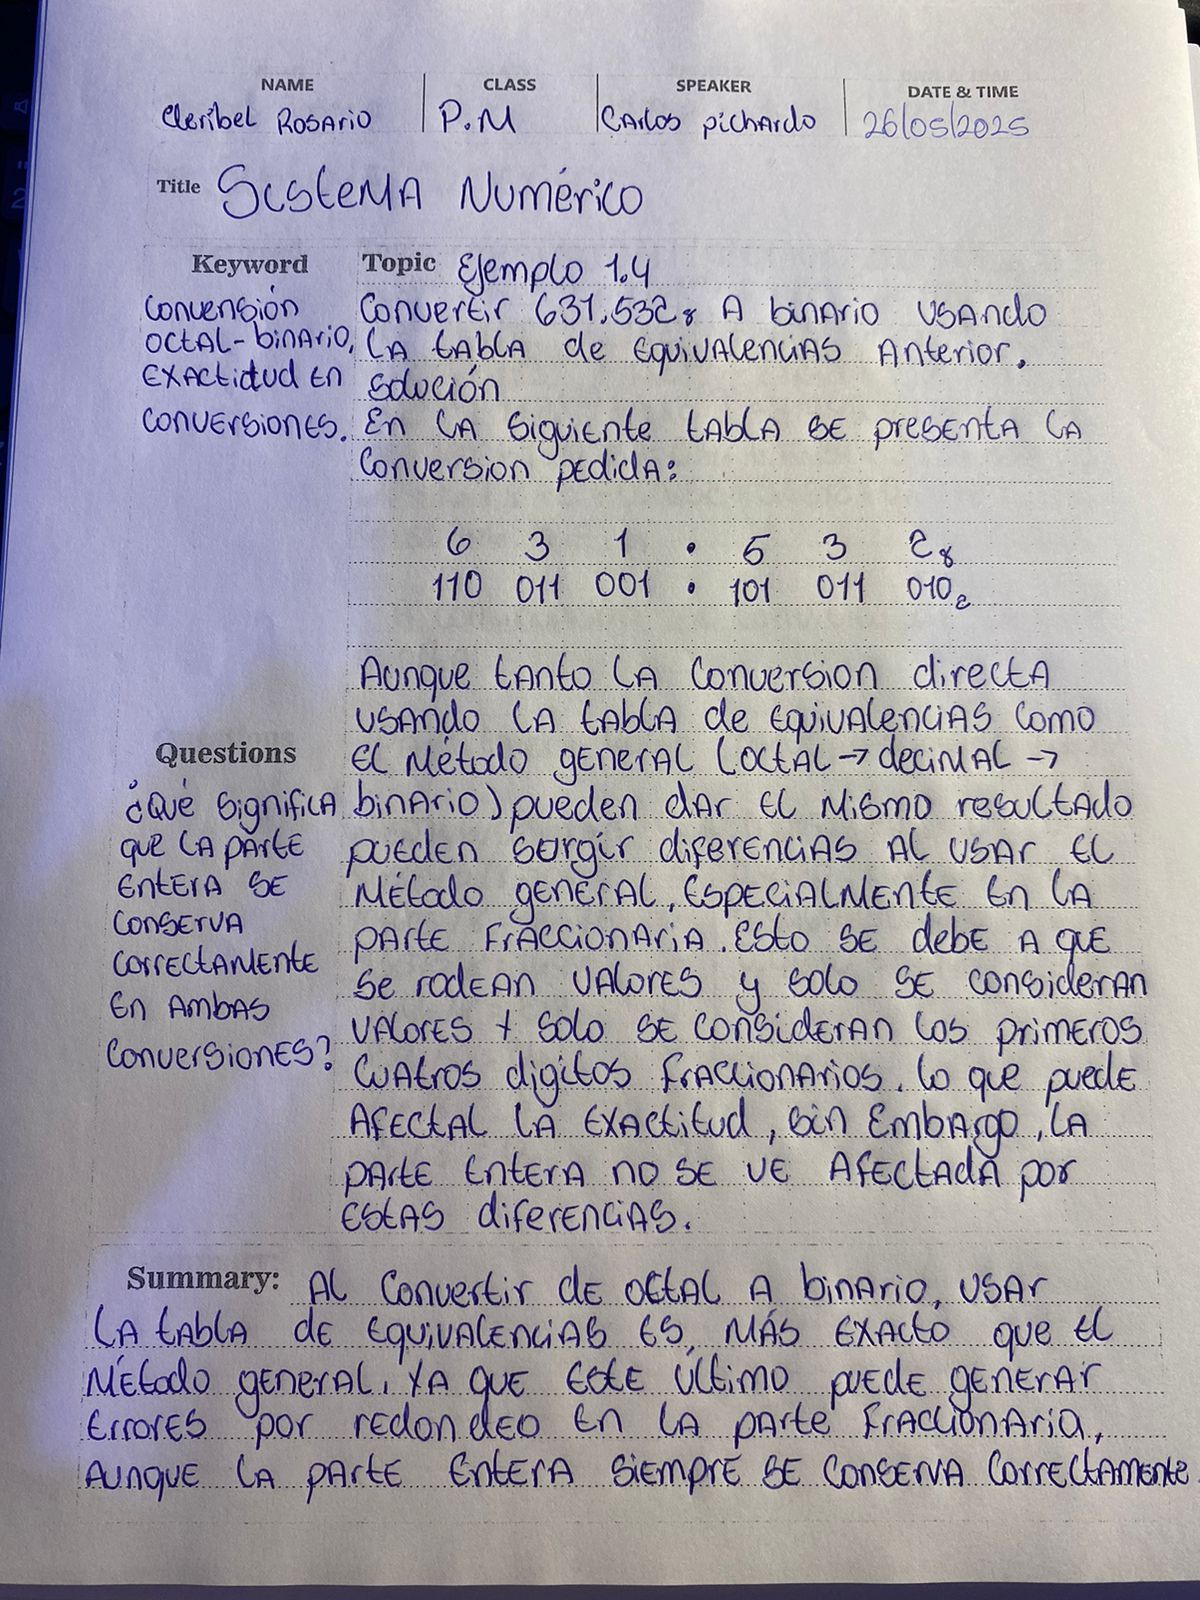 NAME CLASS SPEAKER DATE & TIME
Cleribel Rosario P.M Carlos Pichardo 26/05/2025
Title Sistema Numérico
Keyword
Convensión
octal-binario,
exactidud en
conversiones.
Topic Ejemplo 1.4
Convertir 631.532₈ a binario usando
la tabla de equivalencias anterior.
solución
En la siguiente tabla se presenta la
Conversion pedida:
6 3 1 . 5 3 2₈
110 011 001 . 101 011 010₂
Aunque tanto la conversion directa
usando la tabla de equivalencias como
el método general (octal → decimal →
binario) pueden dar el mismo resultado
pueden sorgir diferencias al usar el
método general, especialmente en la
parte fraccionaria. Esto se debe a que
se rodean valores y solo se consideran
valores y solo se consideran los primeros
cuatros digitos fraccionarios. lo que puede
afectal la exactitud, sin embargo, la
parte entera no se ve afectada por
estas diferencias.
Questions
¿Qué significa
que la parte
entera se
conserva
correctamente
en ambas
conversiones?
Summary: Al convertir de octal a binario, usar
la tabla de equivalencias es, más exacto que el
método general, ya que este último puede generar
errores por redondeo en la parte fraccionaria,
aunque la parte entera siempre se conserva correctamente.